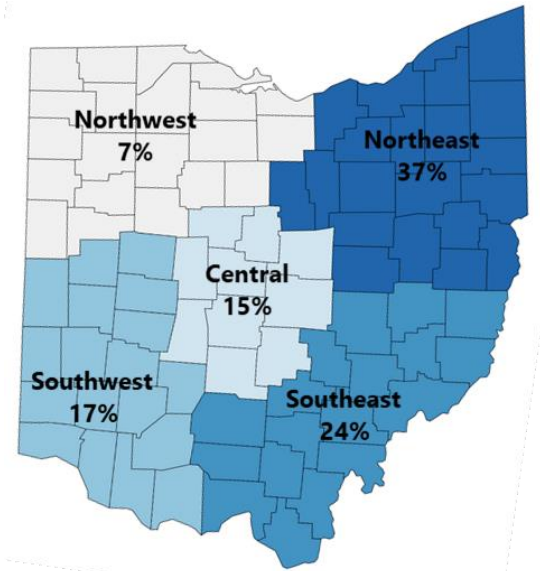 Northwest
7%
Northeast
37%
Central
15%
Southwest
17%
Southeast
24%